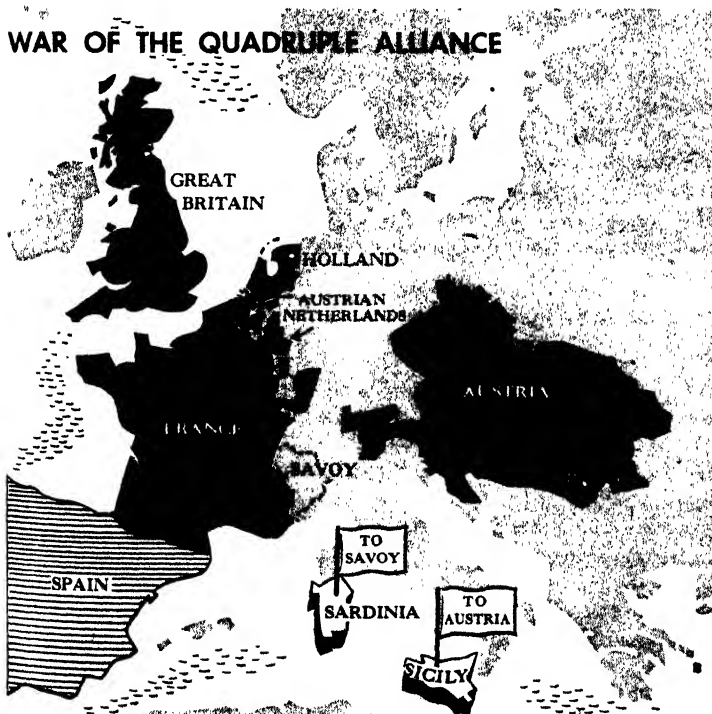 WAR OF THE QUADRUPLE ALLIANCE
GREAT
BRITAIN
HOLLAND
AUSTRIAN
NETHERLANDS
AUSTRIA
FRANCE
SAVOY
TO
SAVOY
SPAIN
SARDINIA
TO
AUSTRIA
SICILY